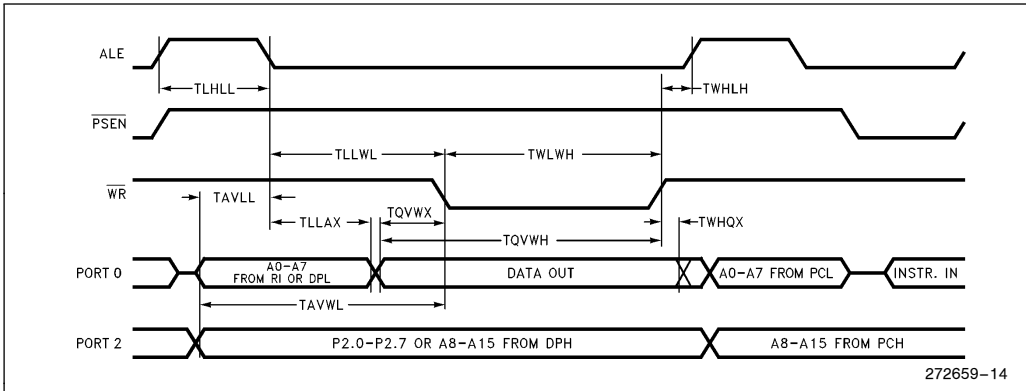 ALE
TLHLL
TWHLH
PSEN
TLLWL
TWLWH
WR
TAVLL
TLLAX
TQVWX
TWHQX
TQVWH
PORT 0
A0–A7
FROM RI OR DPL
DATA OUT
A0–A7 FROM PCL
INSTR. IN
TAVWL
PORT 2
P2.0–P2.7 OR A8–A15 FROM DPH
A8–A15 FROM PCH
272659–14